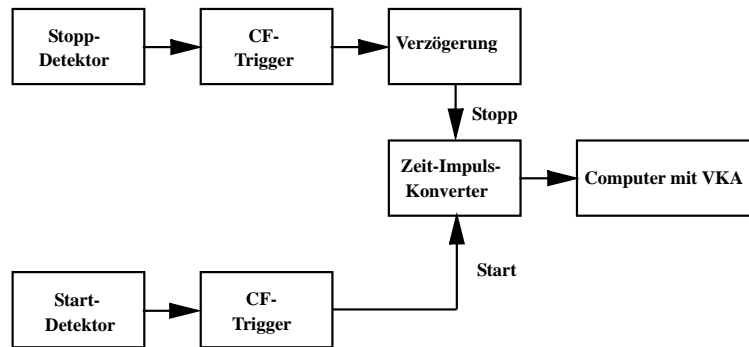 Stopp-
Detektor
CF-
Trigger
Verzögerung
Stopp
Zeit-Impuls-
Konverter
Computer mit VKA
Start
Start-
Detektor
CF-
Trigger